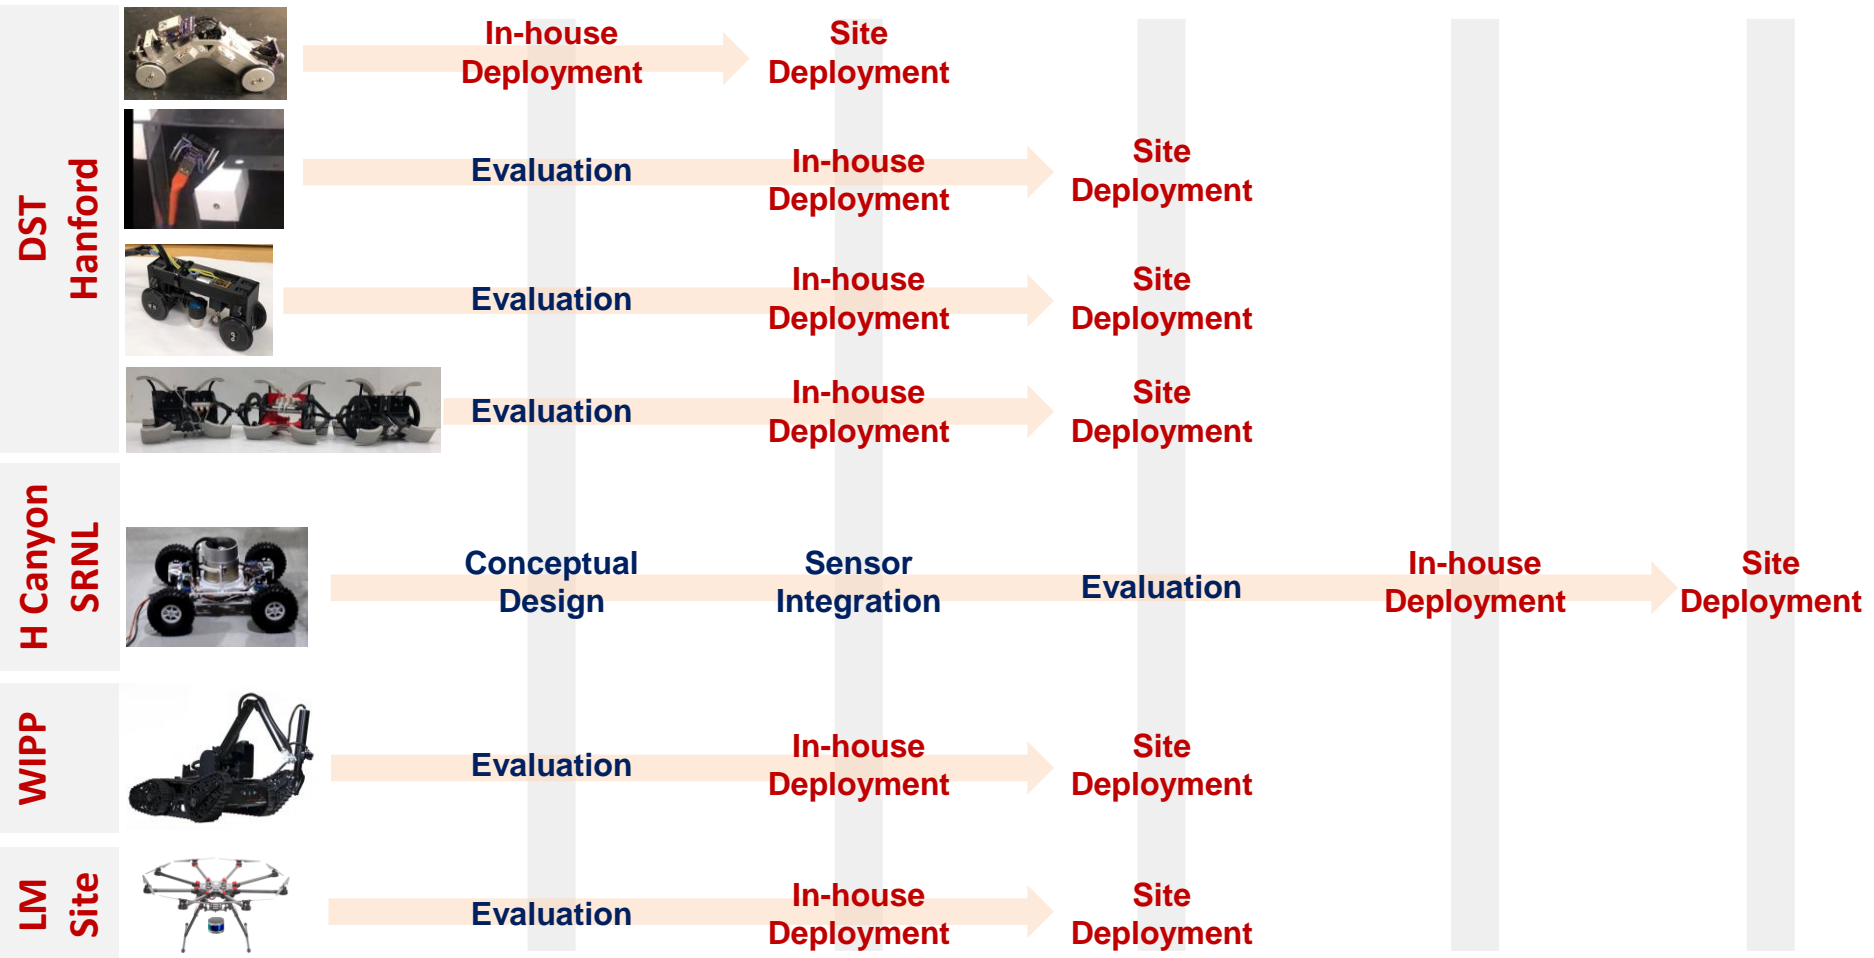 DST
Hanford
In-house
Deployment
Site
Deployment
Evaluation
In-house
Deployment
Site
Deployment
Evaluation
In-house
Deployment
Site
Deployment
Evaluation
In-house
Deployment
Site
Deployment
H Canyon
SRNL
Conceptual
Design
Sensor
Integration
Evaluation
In-house
Deployment
Site
Deployment
WIPP
Evaluation
In-house
Deployment
Site
Deployment
LM
Site
Evaluation
In-house
Deployment
Site
Deployment